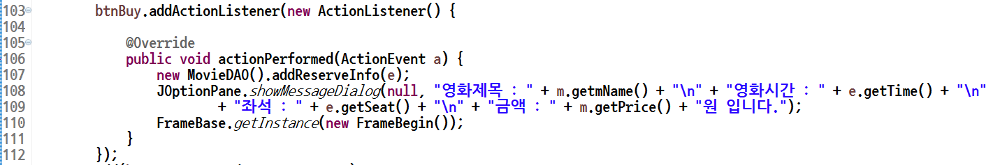 103 btnBuy.addActionListener(new ActionListener() {
104
105 @Override
106 public void actionPerformed(ActionEvent a) {
107 new MovieDAO().addReserveInfo(e);
108 JOptionPane.showMessageDialog(null, "영화제목 : " + m.getmName() + "\n" + "영화시간 : " + e.getTime() + "\n"
109 + "좌석 : " + e.getSeat() + "\n" + "금액 : " + m.getPrice() + "원 입니다.");
110 FrameBase.getInstance(new FrameBegin());
111 }
112 });